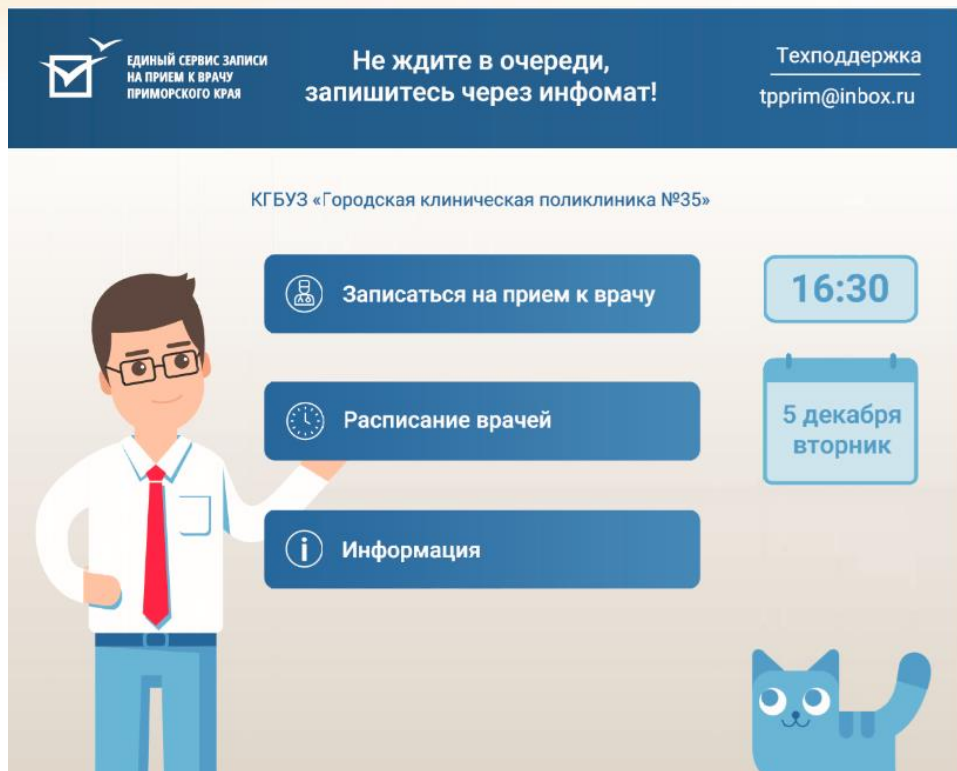 ЕДИНЫЙ СЕРВИС ЗАПИСИ
НА ПРИЕМ К ВРАЧУ
ПРИМОРСКОГО КРАЯ
Не ждите в очереди,
запишитесь через инфомат!
Техподдержка
tpprim@inbox.ru
КГБУЗ «Городская клиническая поликлиника №35»
Записаться на прием к врачу
16:30
Расписание врачей
5 декабря
вторник
Информация